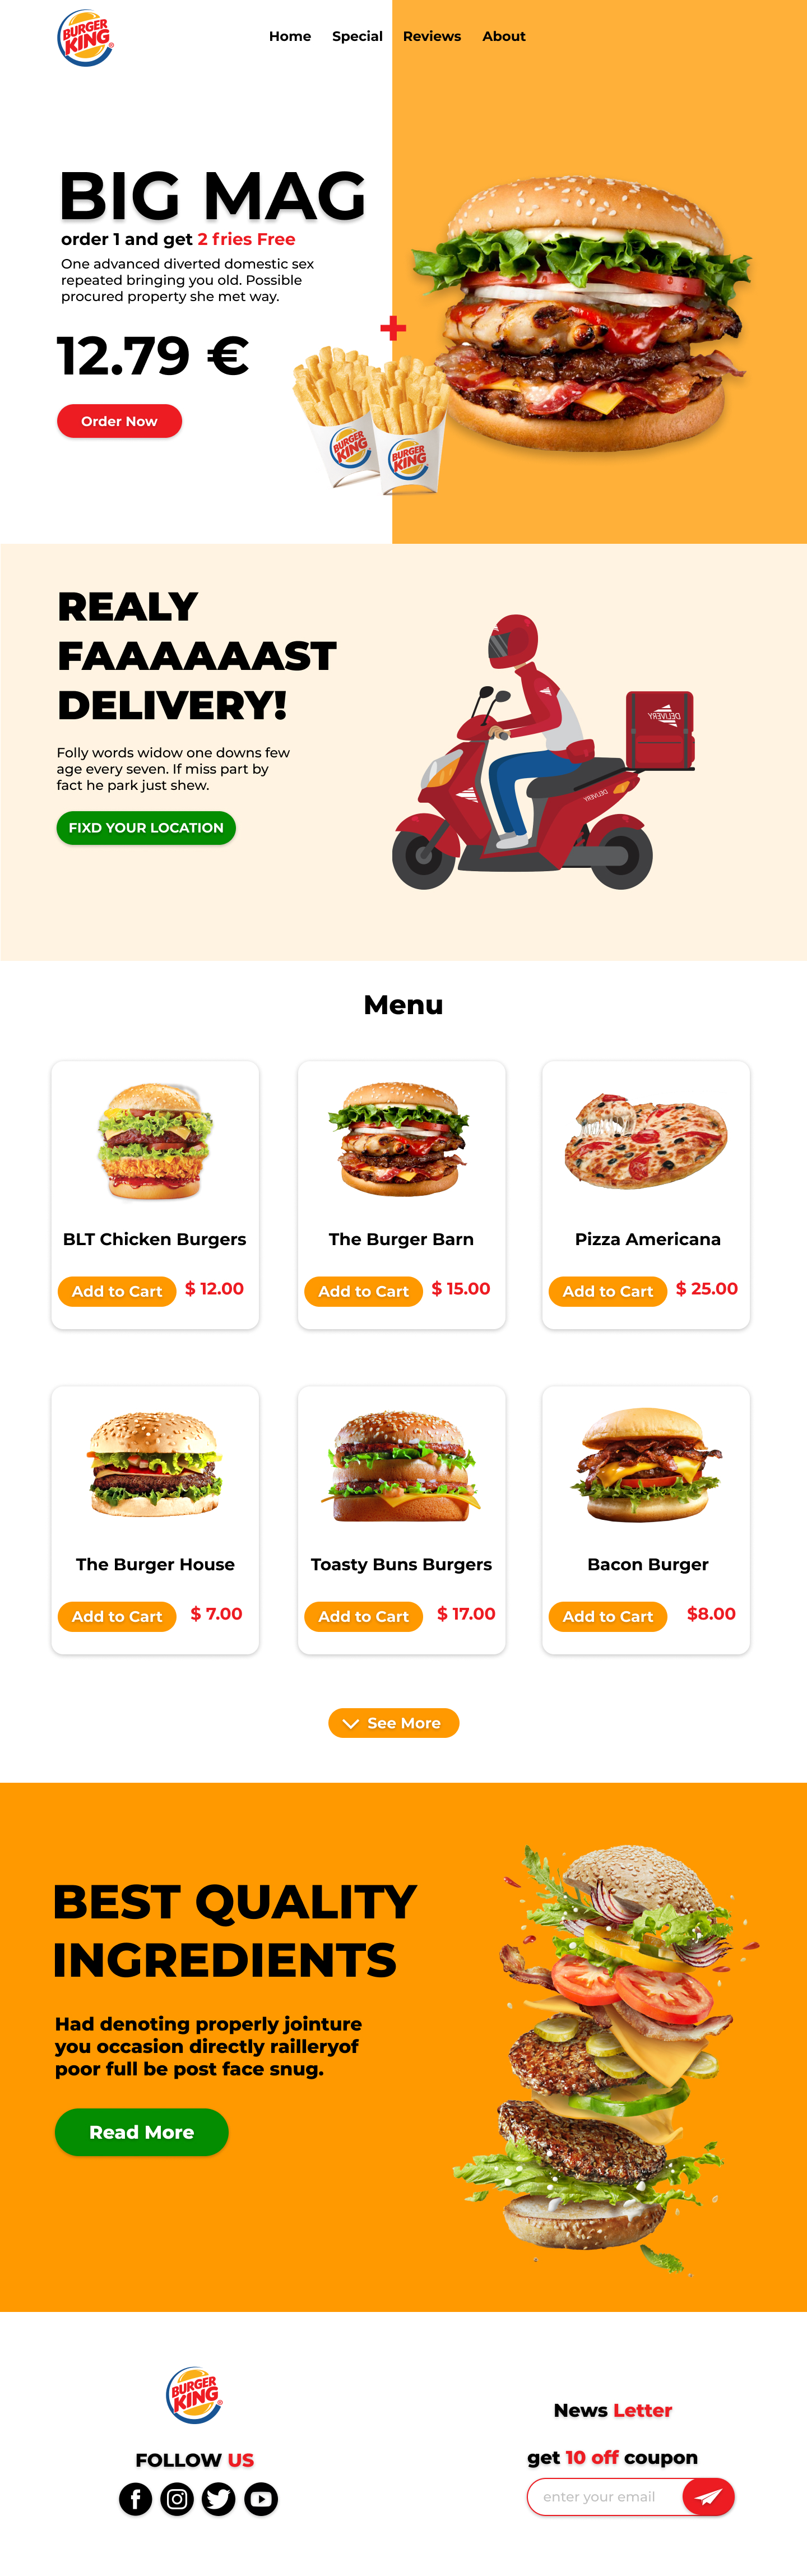 BURGER
KING
®
Home Special Reviews About
BIG MAG
order 1 and get 2 fries Free
One advanced diverted domestic sex
repeated bringing you old. Possible
procured property she met way.
12.79 €
Order Now
BURGER
KING
BURGER
KING
REALY
FAAAAAAST
DELIVERY!
Folly words widow one downs few
age every seven. If miss part by
fact he park just shew.
FIXD YOUR LOCATION
DELIVERY
DELIVERY
Menu
BLT Chicken Burgers
Add to Cart $ 12.00
The Burger Barn
Add to Cart $ 15.00
Pizza Americana
Add to Cart $ 25.00
The Burger House
Add to Cart $ 7.00
Toasty Buns Burgers
Add to Cart $ 17.00
Bacon Burger
Add to Cart $8.00
See More
BEST QUALITY
INGREDIENTS
Had denoting properly jointure
you occasion directly railleryof
poor full be post face snug.
Read More
BURGER
KING
®
FOLLOW US
News Letter
get 10 off coupon
enter your email